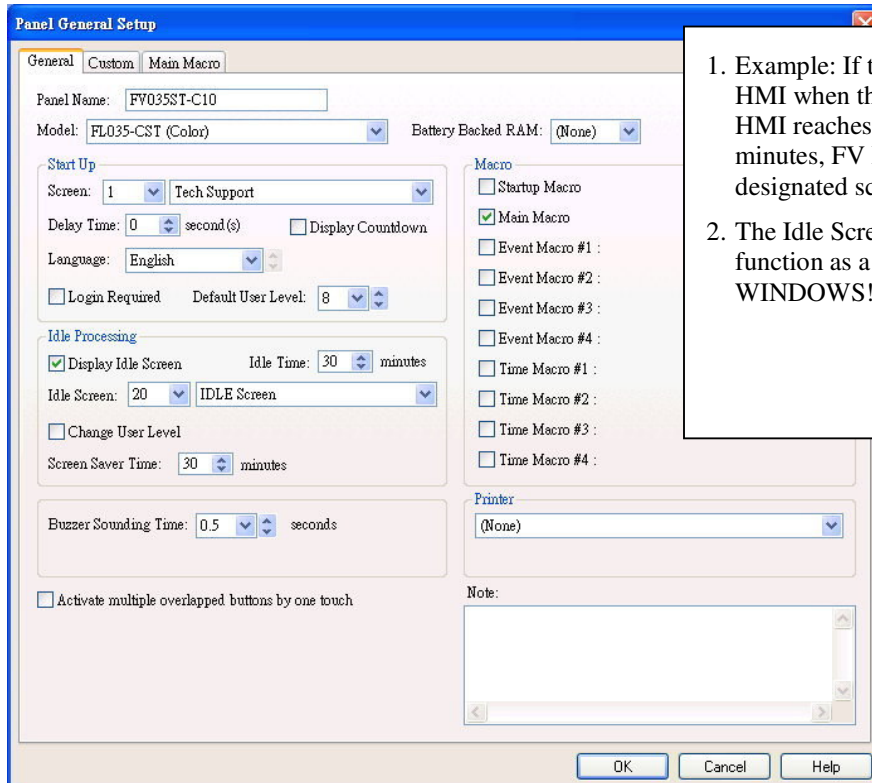 Panel General Setup
General Custom Main Macro
Panel Name: FV035ST-C10
Model: FL035-CST (Color) Battery Backed RAM: (None)
Start Up
Screen: 1 Tech Support
Delay Time: 0 second(s) Display Countdown
Language: English
Login Required Default User Level: 8
Idle Processing
Display Idle Screen Idle Time: 30 minutes
Idle Screen: 20 IDLE Screen
Change User Level
Screen Saver Time: 30 minutes
Buzzer Sounding Time: 0.5 seconds
Activate multiple overlapped buttons by one touch
Macro
Startup Macro
Main Macro
Event Macro #1 :
Event Macro #2 :
Event Macro #3 :
Event Macro #4 :
Time Macro #1 :
Time Macro #2 :
Time Macro #3 :
Time Macro #4 :
Printer
(None)
Note:
OK Cancel Help
1. Example: If
HMI when
HMI reaches
minutes, FV
designated
2. The Idle
function as a
WINDOWS!